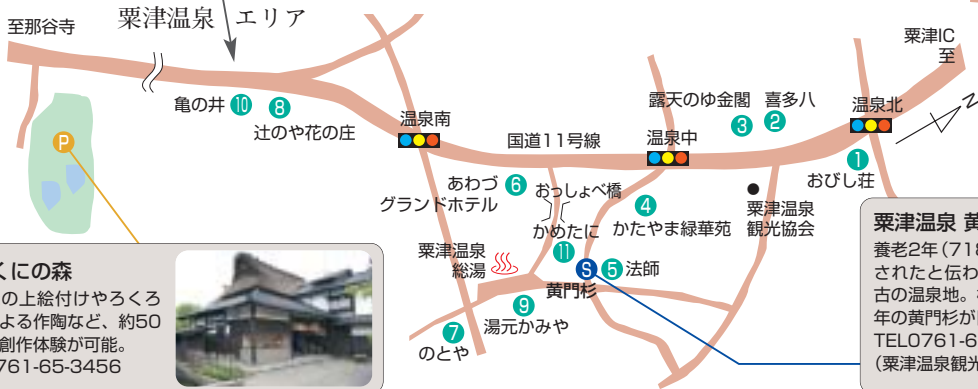 粟津温泉 エリア
至那谷寺
粟津IC
至
N
亀の井 10
8
辻のや花の庄
温泉南
国道11号線
露天のゆ金閣 喜多八
3 2
温泉中
温泉北
1
おびし荘
P
あわづ 6
グランドホテル
おっしょべ橋
かめたに
11
4
かたやま緑華苑
粟津温泉
観光協会
粟津温泉
総湯
S 5 法師
黄門杉
9
湯元かみや
7
のとや
くにの森
の上絵付けやろくろ
よる作陶など、約50
創作体験が可能。
761-65-3456
粟津温泉 黄
養老2年(718
されたと伝わ
古の温泉地。
年の黄門杉が
TEL0761-6
(粟津温泉観光